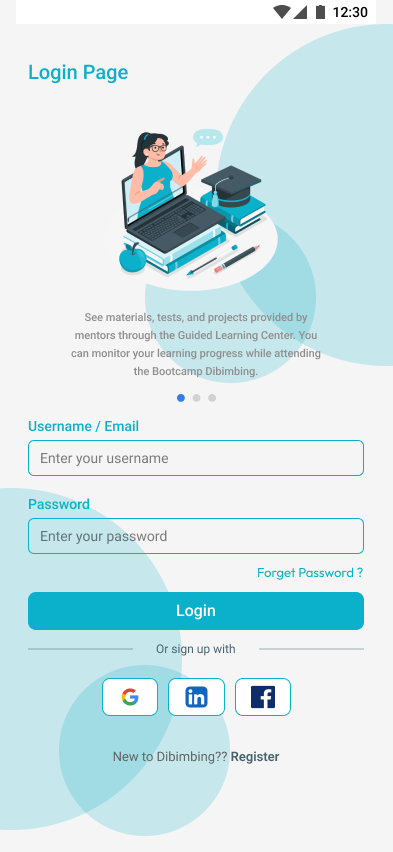 12:30
Login Page
See materials, tests, and projects provided by
mentors through the Guided Learning Center. You
can monitor your learning progress while attending
the Bootcamp Dibimbing.
Username / Email
Enter your username
Password
Enter your password
Forget Password ?
Login
Or sign up with
New to Dibimbing?? Register